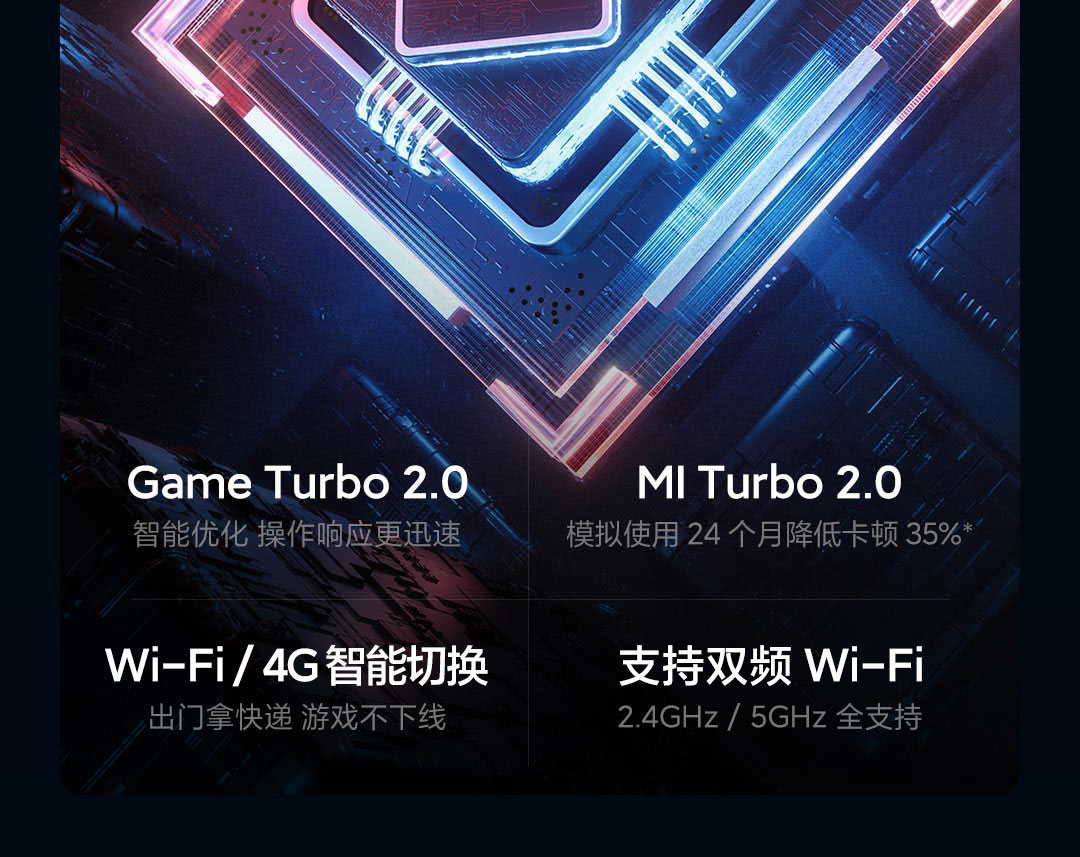 Game Turbo 2.0
智能优化 操作响应更迅速
MI Turbo 2.0
模拟使用 24 个月降低卡顿 35%*
Wi-Fi / 4G 智能切换
出门拿快递 游戏不下线
支持双频 Wi-Fi
2.4GHz / 5GHz 全支持